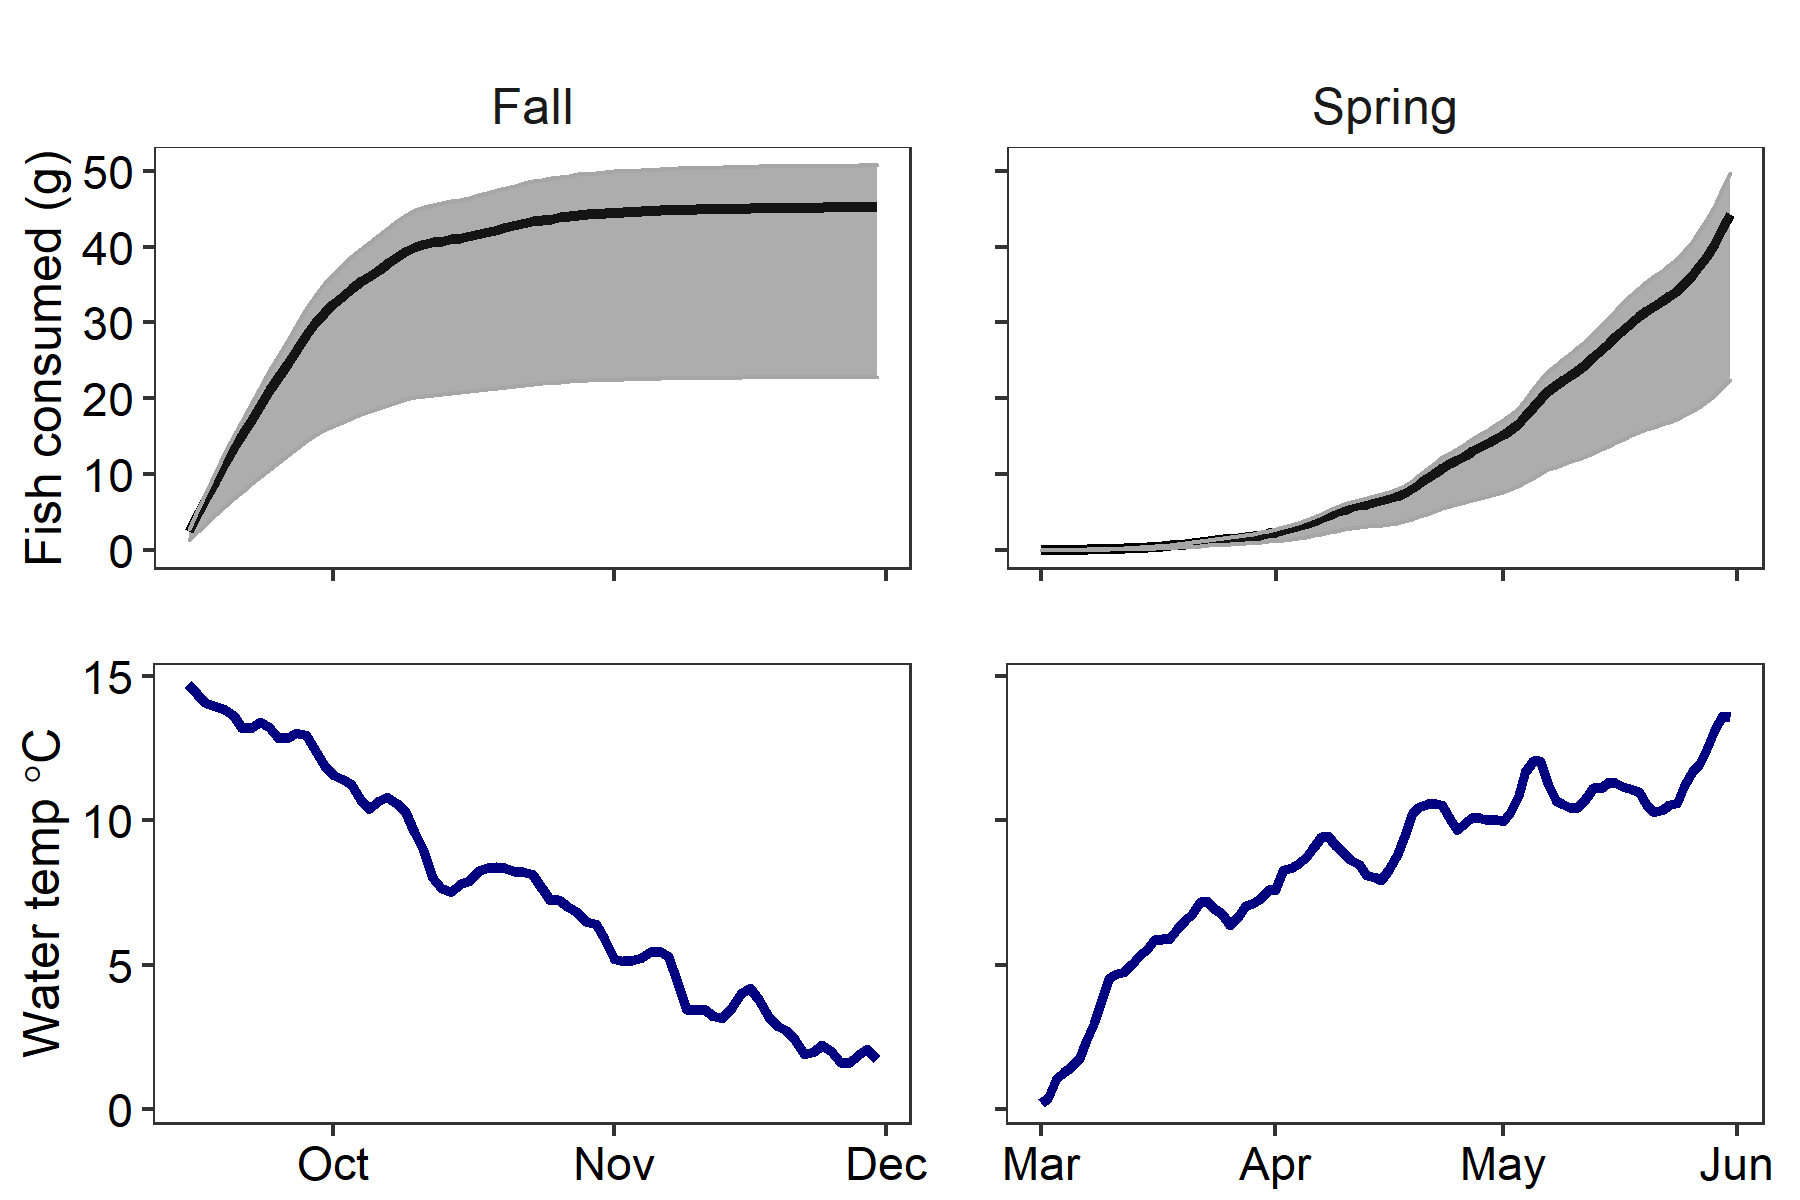 Fall
Spring
Fish consumed (g)
50
40
30
20
10
0
Water temp °C
15
10
5
0
Oct
Nov
Dec
Mar
Apr
May
Jun